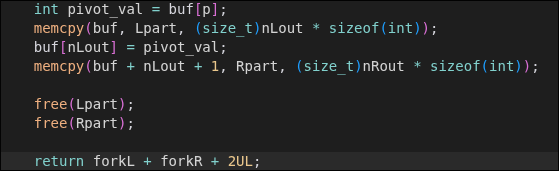 int pivot_val = buf[p];
memcpy(buf, Lpart, (size_t)nLout * sizeof(int));
buf[nLout] = pivot_val;
memcpy(buf + nLout + 1, Rpart, (size_t)nRout * sizeof(int));
free(Lpart);
free(Rpart);
return forkL + forkR + 2UL;